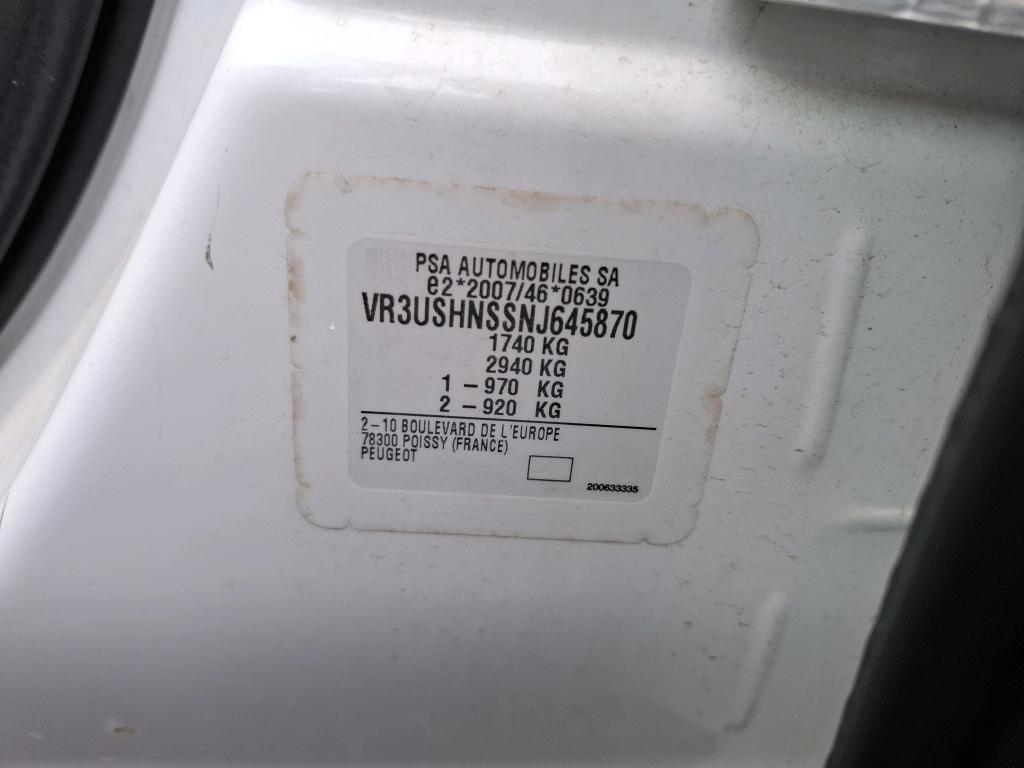 PSA AUTOMOBILES SA
e2*2007/46*0639
VR3USHNSSNJ645870
1740 KG
2940 KG
1 – 970 KG
2 – 920 KG
2–10 BOULEVARD DE L'EUROPE
78300 POISSY (FRANCE)
PEUGEOT
200633335